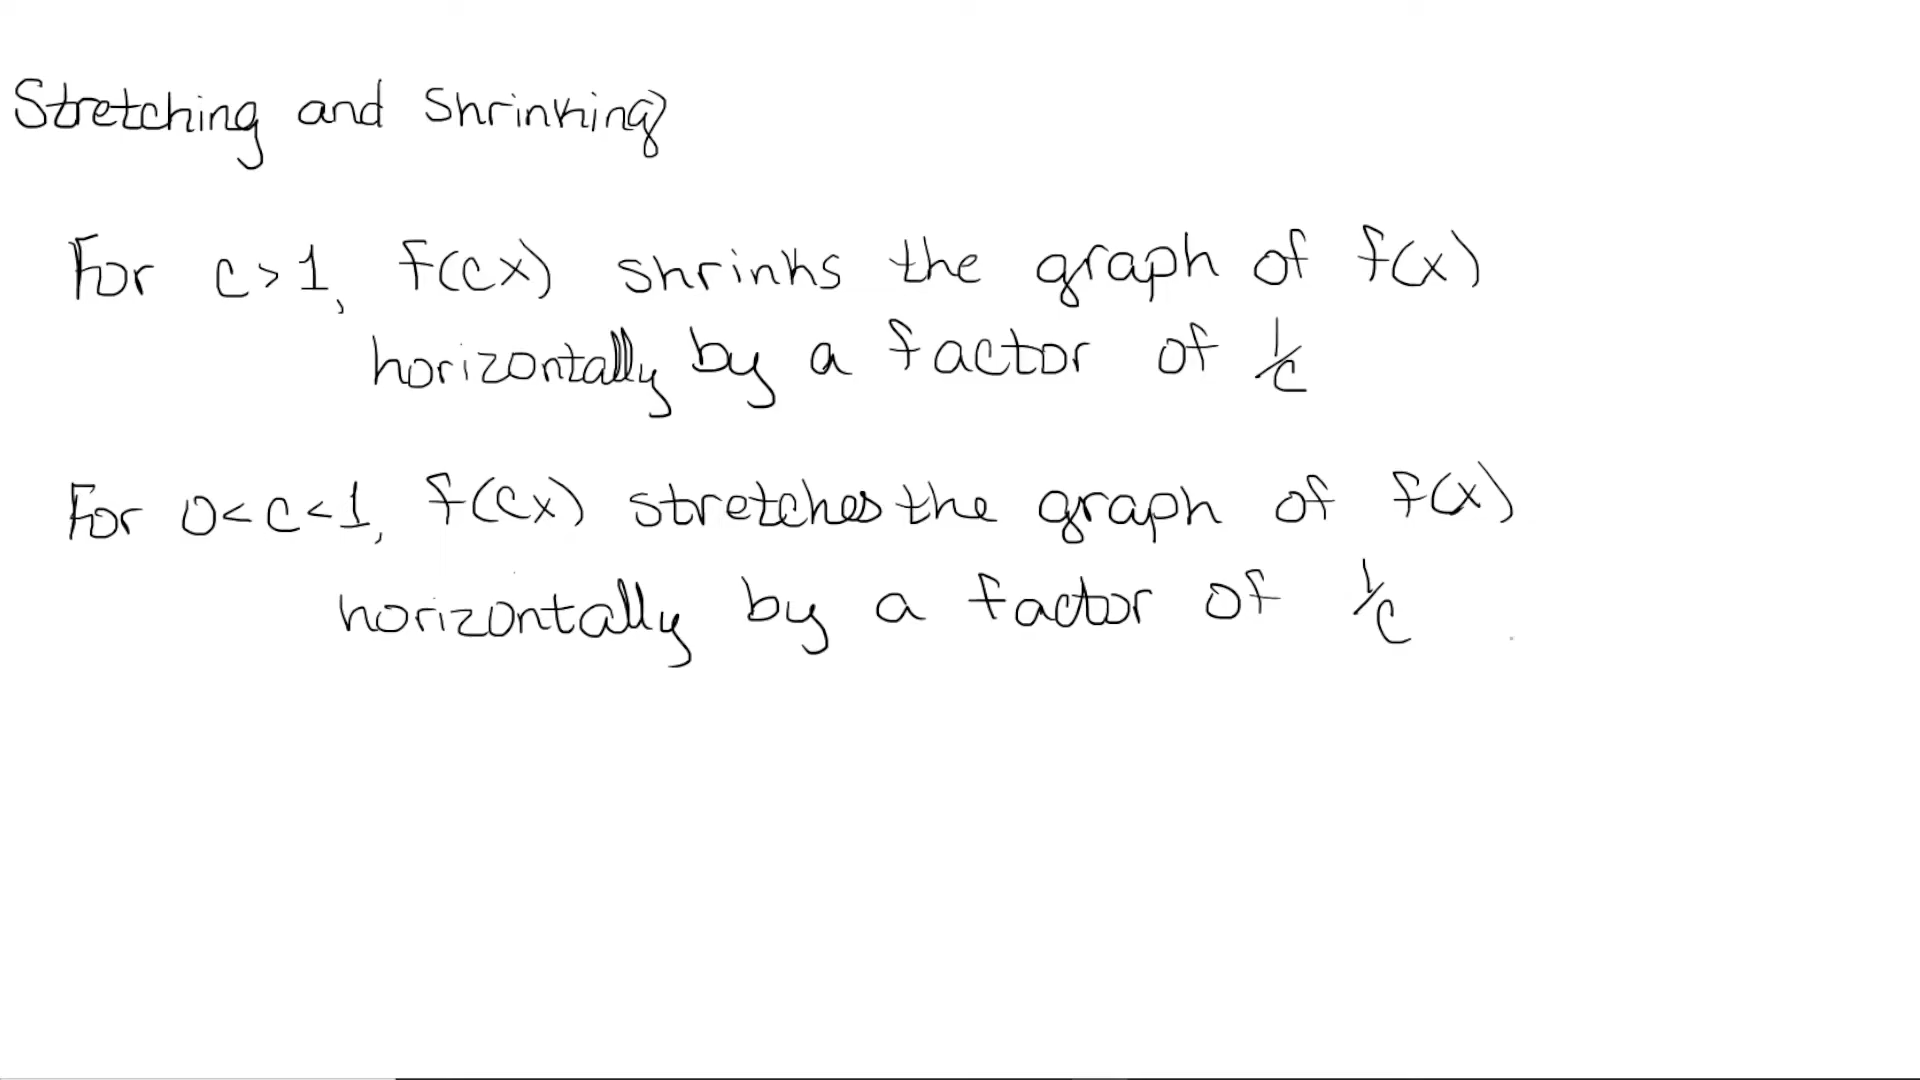 Stretching and Shrinking
For c>1, f(cx) shrinks the graph of f(x)
horizontally by a factor of 1/c
For 0<c<1, f(cx) stretches the graph of f(x)
horizontally by a factor of 1/c